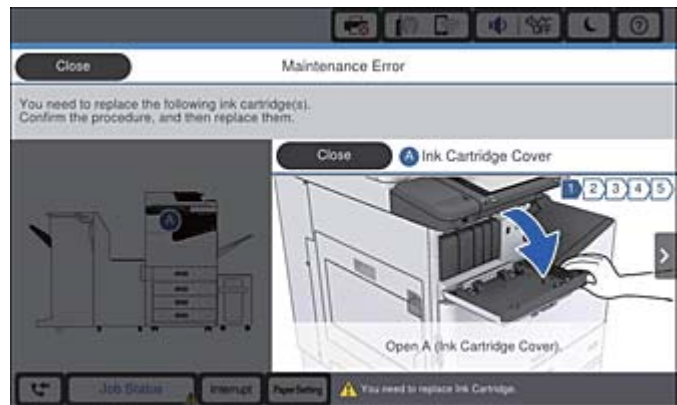 OFF
Close
Maintenance Error
You need to replace the following ink cartridge(s).
Confirm the procedure, and then replace them.
Close
A Ink Cartridge Cover
1 2 3 4 5
A
Open A (Ink Cartridge Cover).
Job Status
Interrupt
Paper Setting
You need to replace Ink Cartridge.